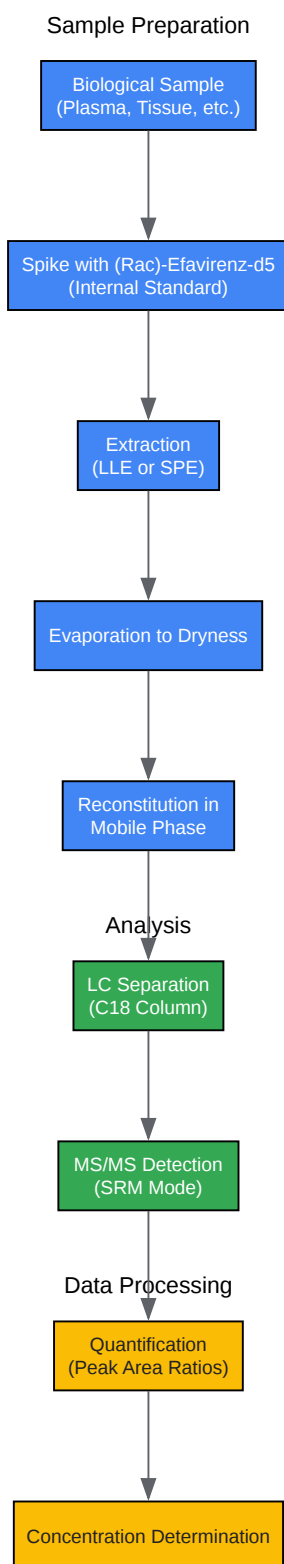 Sample Preparation
Biological Sample
(Plasma, Tissue, etc.)
Spike with (Rac)-Efavirenz-d5
(Internal Standard)
Extraction
(LLE or SPE)
Evaporation to Dryness
Reconstitution in
Mobile Phase
Analysis
LC Separation
(C18 Column)
MS/MS Detection
(SRM Mode)
Data Processing
Quantification
(Peak Area Ratios)
Concentration Determination